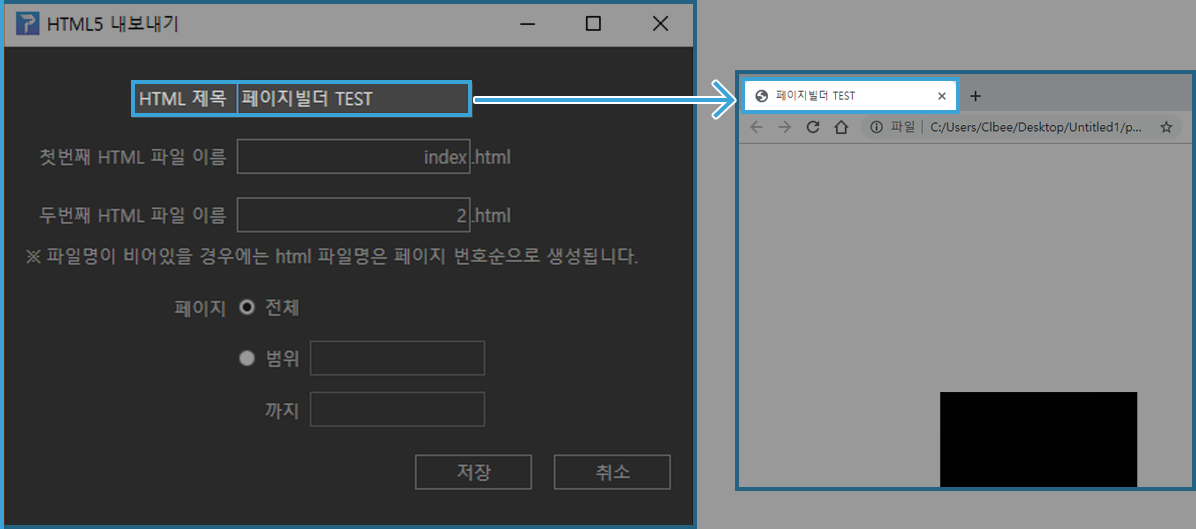 HTML5 내보내기
HTML 제목 페이지빌더 TEST
첫번째 HTML 파일 이름 index .html
두번째 HTML 파일 이름 2 .html
※ 파일명이 비어있을 경우에는 html 파일명은 페이지 번호순으로 생성됩니다.
페이지 전체
범위
까지
저장 취소
페이지빌더 TEST
파일 | C:/Users/Clbee/Desktop/Untitled1/p...